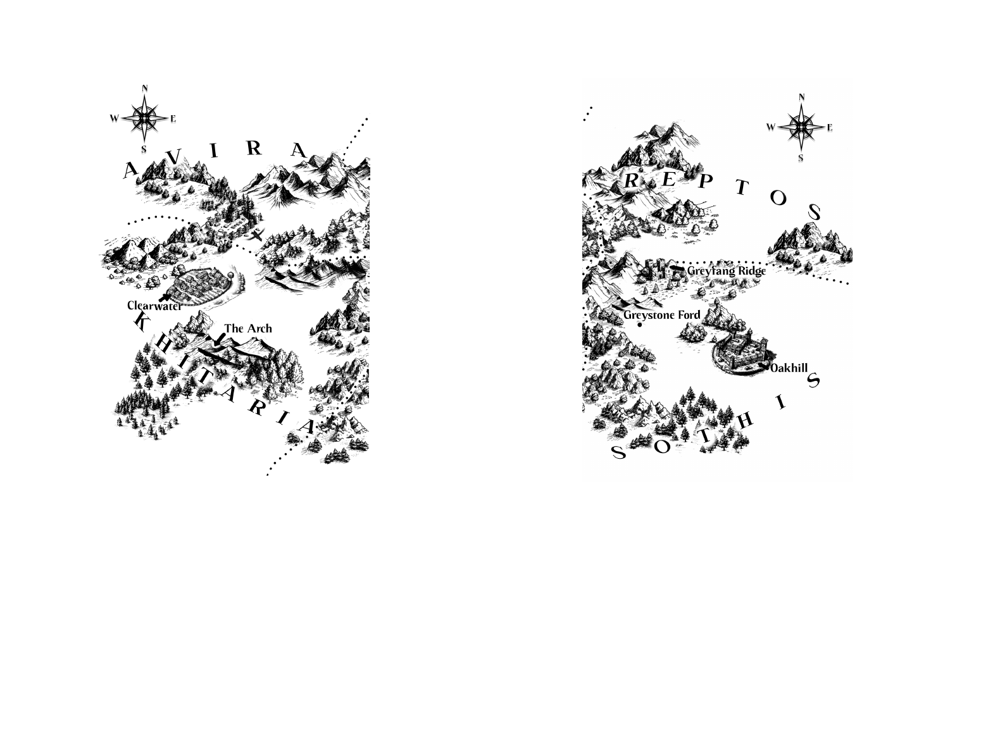 N
W E
S
AVIRA
Clearwater
The Arch
KHITARIA
N
W E
S
REPTOS
Greyfang Ridge
Greystone Ford
Oakhill
SOTHIS